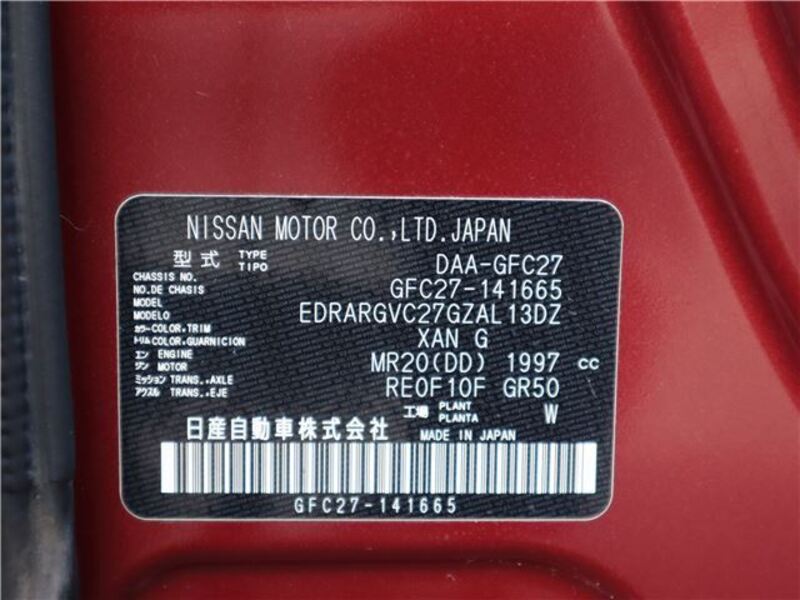 NISSAN MOTOR CO.,LTD.JAPAN
型式 TYPE TIPO DAA-GFC27
CHASSIS NO.
NO.DE CHASIS GFC27-141665
MODEL
MODELO EDRARGVC27GZAL13DZ
カラー COLOR,TRIM
トリム COLOR,GUARNICION XAN G
エン ENGINE
ジン MOTOR MR20(DD) 1997 cc
ミッション TRANS.,AXLE
アクスル TRANS.,EJE RE0F10F GR50
工場 PLANT PLANTA W
日産自動車株式会社 MADE IN JAPAN
GFC27-141665